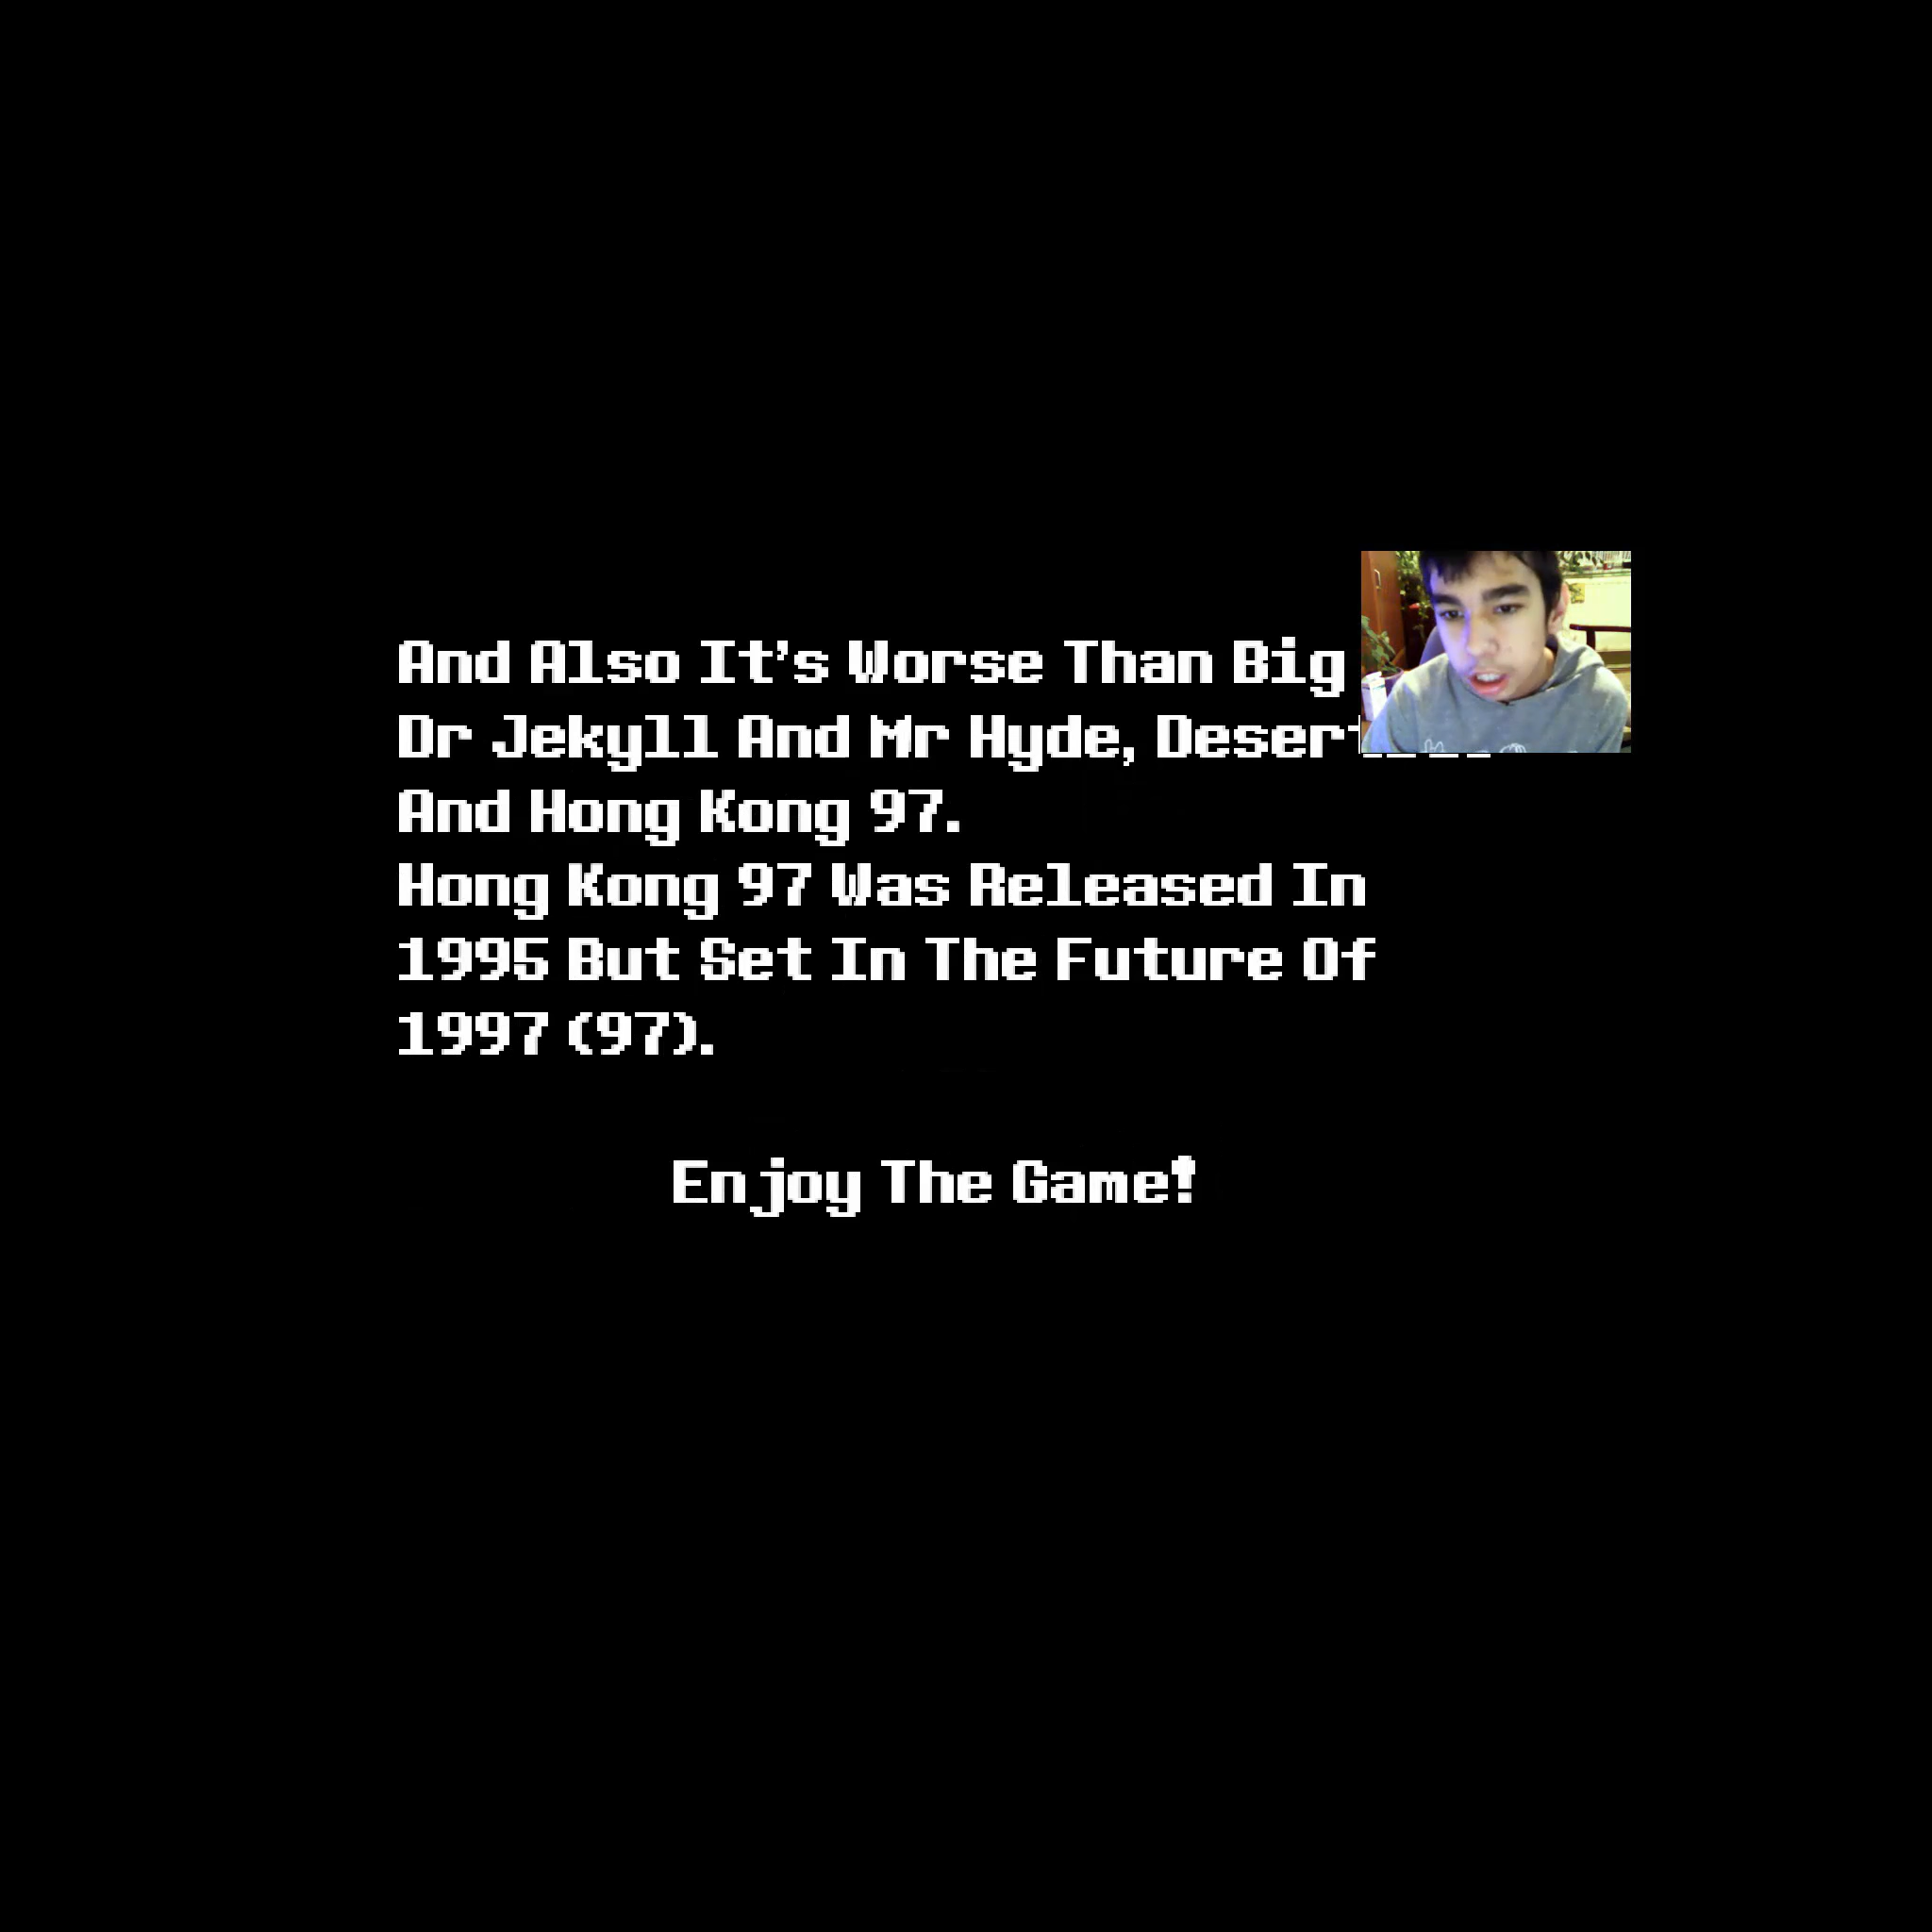 And Also It's Worse Than Big
Dr Jekyll And Mr Hyde,
And Hong Kong 97.
Hong Kong 97 Was Released In
1995 But Set In The Future Of
1997 (97).
Enjoy The Game!